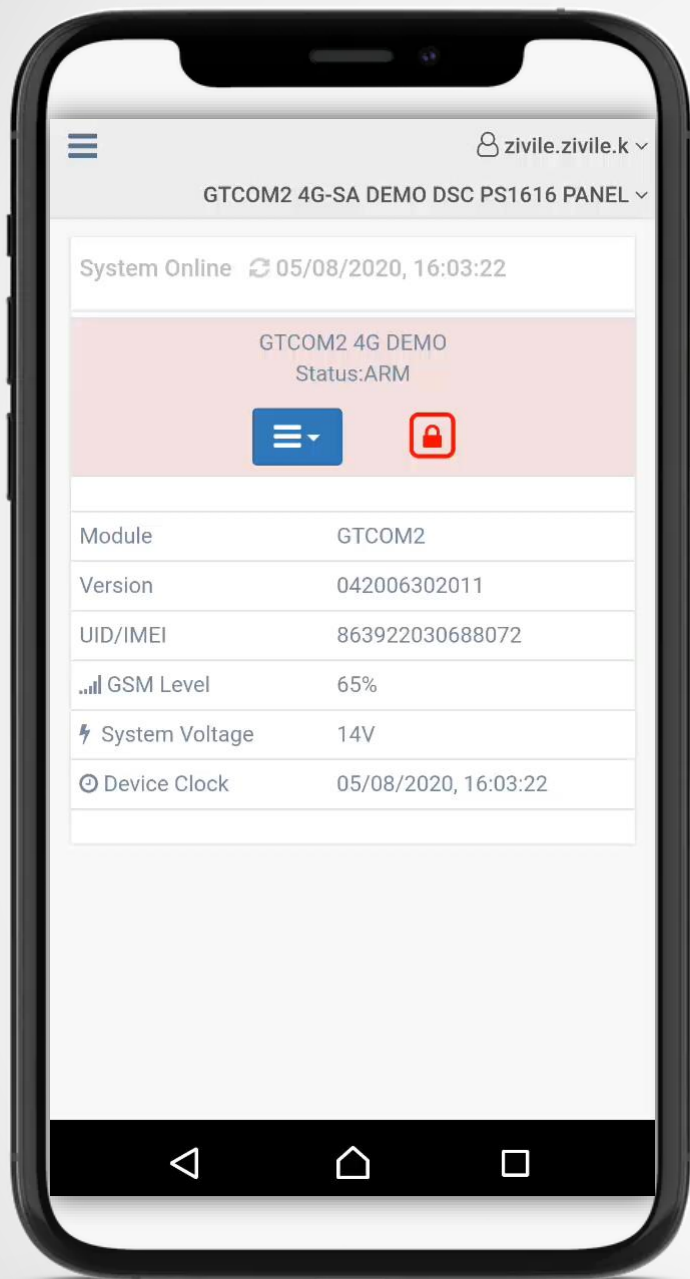 zivile.zivile.k
GTCOM2 4G-SA DEMO DSC PS1616 PANEL
System Online 05/08/2020, 16:03:22
GTCOM2 4G DEMO
Status:ARM
Module GTCOM2
Version 042006302011
UID/IMEI 863922030688072
GSM Level 65%
System Voltage 14V
Device Clock 05/08/2020, 16:03:22